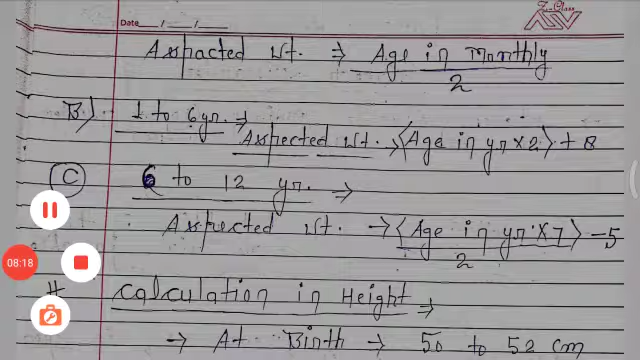 Z-Class
Date / /
Axpacted wt. ⇒ Age in monthly
2
B.) 1 to 6yr. ⇒
Axpected wt. → (Age in yr × 2) + 8
C 6 to 12 yr. ⇒
08:18
Axpected wt. → (Age in yr × 7) - 5
2
# Calculation in Height ⇒
→ At Birth → 50 to 52 cm